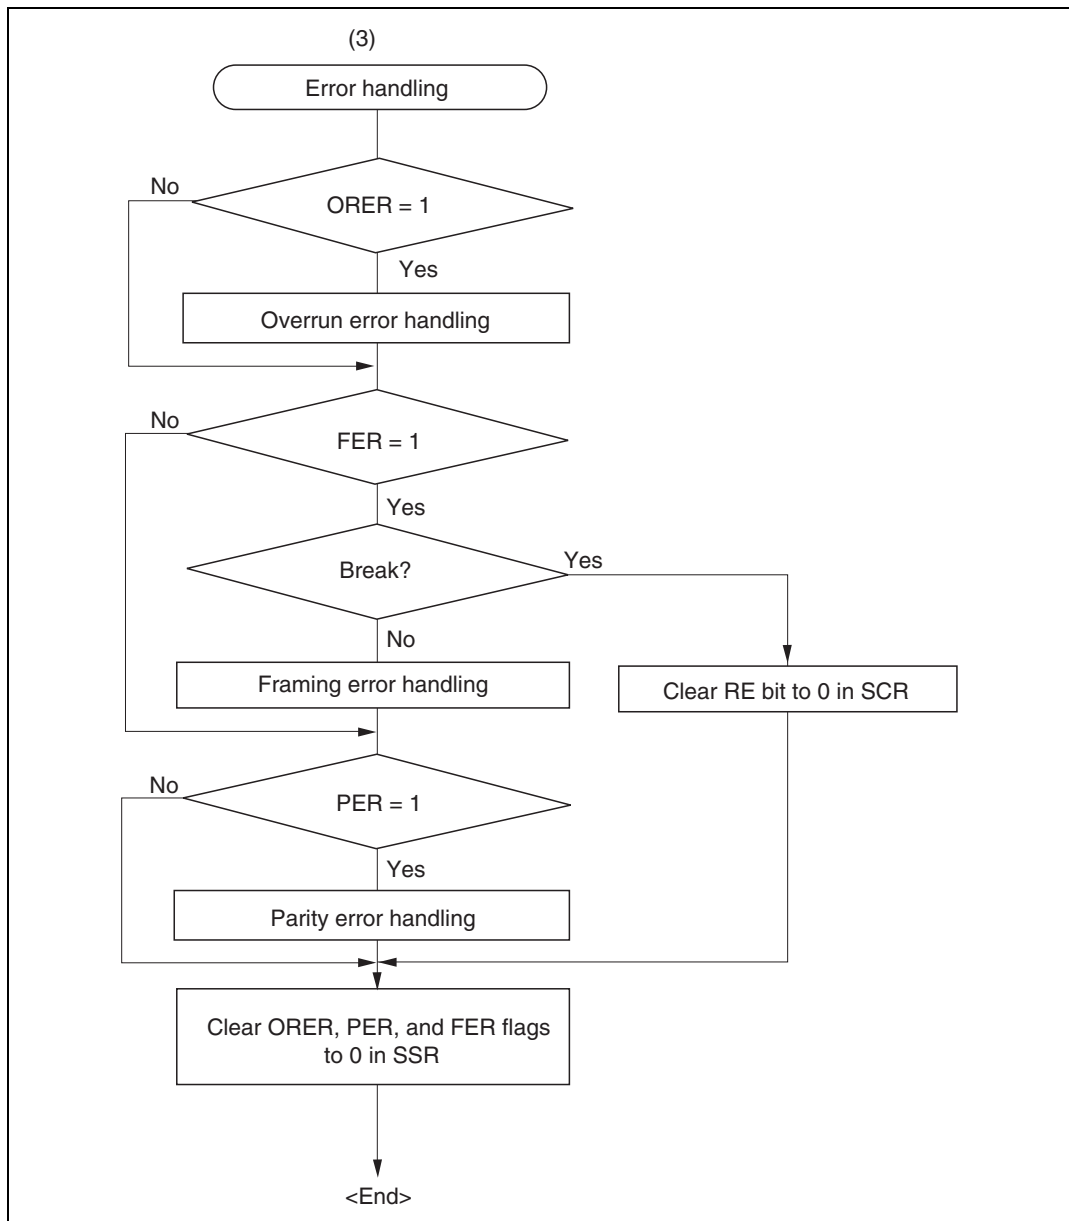 (3)
Error handling
No
ORER = 1
Yes
Overrun error handling
No
FER = 1
Yes
Break?
Yes
No
Framing error handling
Clear RE bit to 0 in SCR
No
PER = 1
Yes
Parity error handling
Clear ORER, PER, and FER flags
to 0 in SSR
<End>